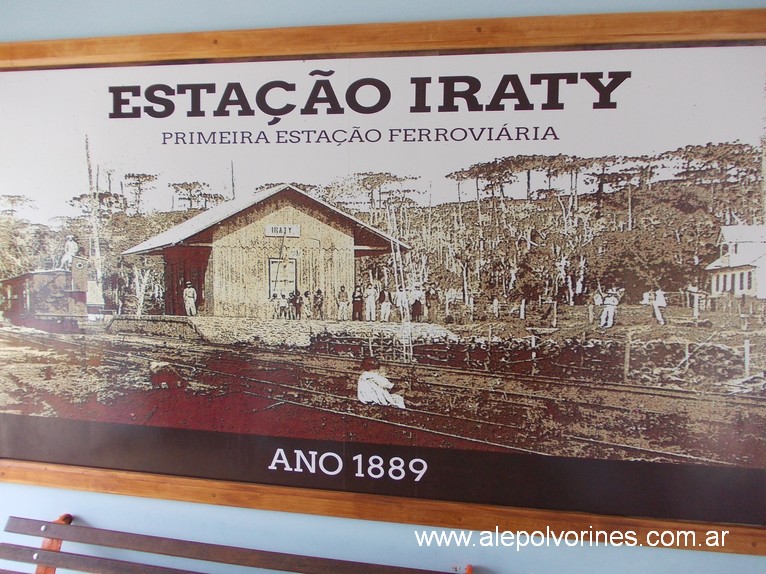 ESTAÇÃO IRATY
PRIMEIRA ESTAÇÃO FERROVIÁRIA
IRATY
ANO 1889
www.alepolvorines.com.ar